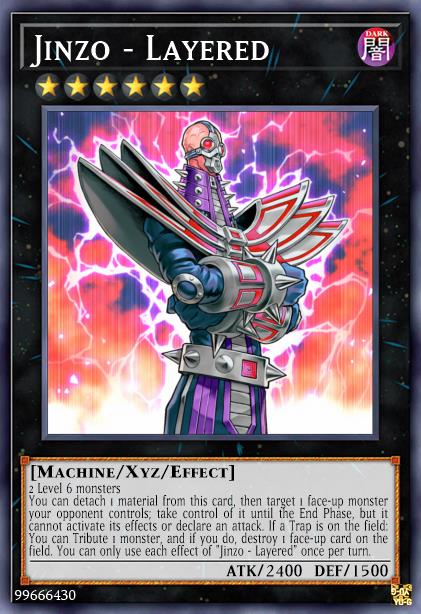 JINZO - LAYERED
DARK
闇
[MACHINE/XYZ/EFFECT]
2 Level 6 monsters
You can detach 1 material from this card, then target 1 face-up monster
your opponent controls; take control of it until the End Phase, but it
cannot activate its effects or declare an attack. If a Trap is on the field:
You can Tribute 1 monster, and if you do, destroy 1 face-up card on the
field. You can only use each effect of "Jinzo - Layered" once per turn.
ATK/2400 DEF/1500
99666430